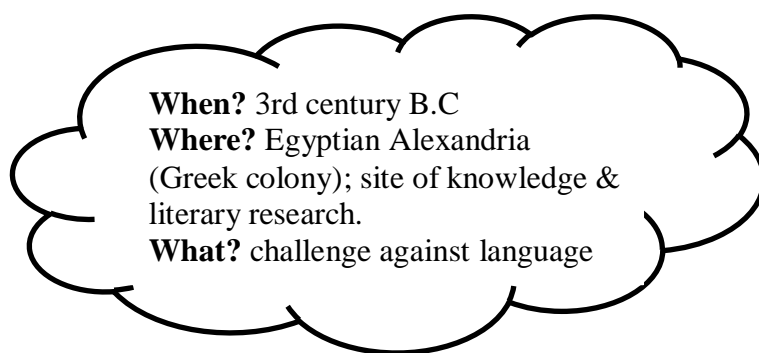 When? 3rd century B.C
Where? Egyptian Alexandria
(Greek colony); site of knowledge &
literary research.
What? challenge against language